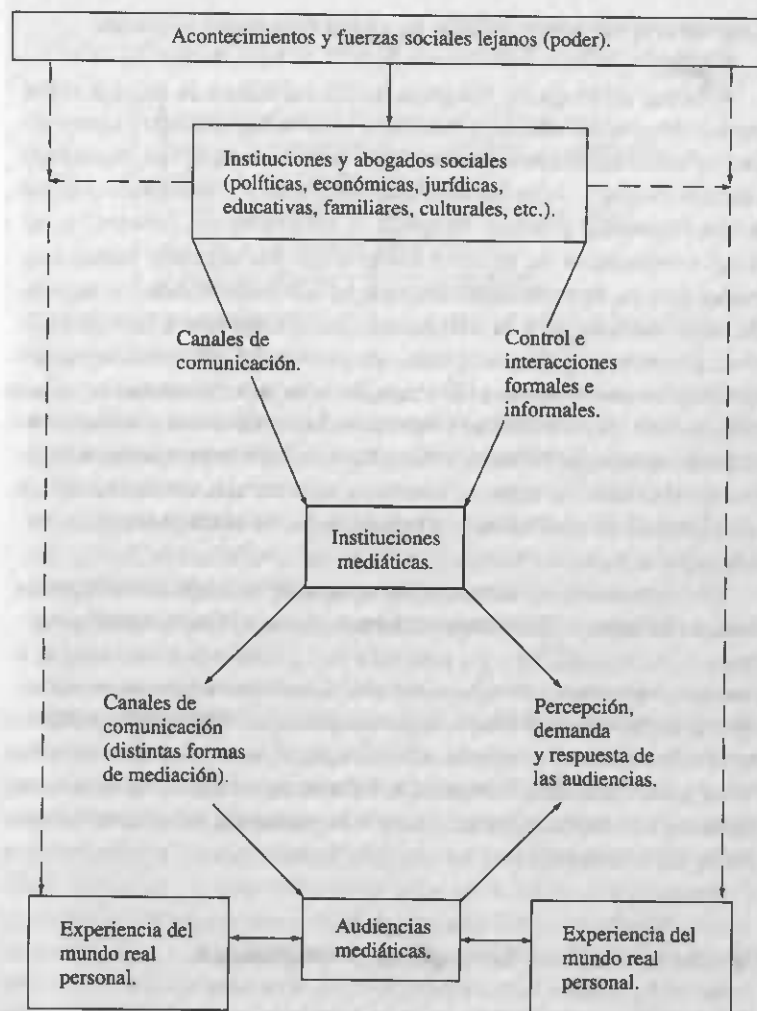 Acontecimientos y fuerzas sociales lejanos (poder).
Instituciones y abogados sociales
(políticas, económicas, jurídicas,
educativas, familiares, culturales, etc.).
Canales de
comunicación.
Control e
interacciones
formales e
informales.
Instituciones
mediáticas.
Canales de
comunicación
(distintas formas
de mediación).
Percepción,
demanda
y respuesta de
las audiencias.
Experiencia del
mundo real
personal.
Audiencias
mediáticas.
Experiencia del
mundo real
personal.